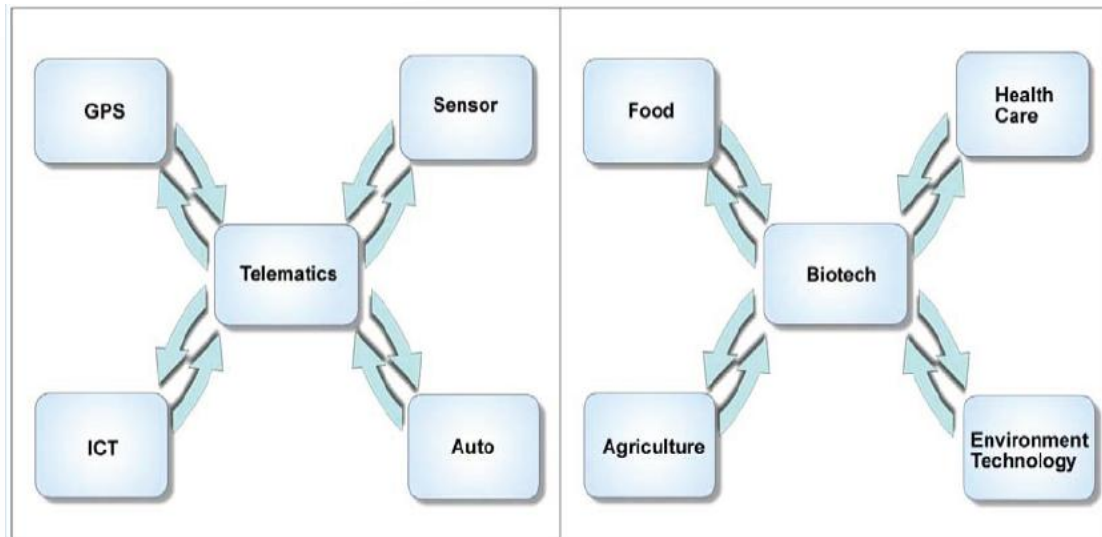 GPS
Sensor
Telematics
ICT
Auto
Food
Health
Care
Biotech
Agriculture
Environment
Technology